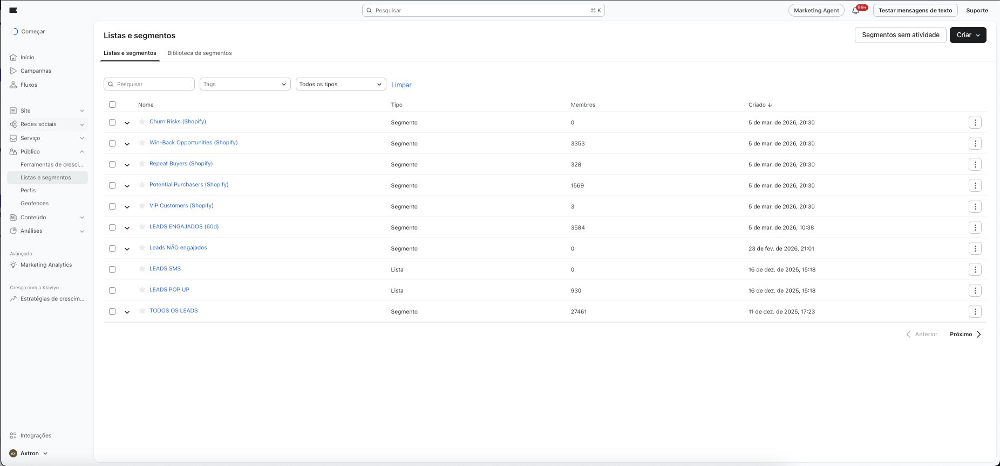 Pesquisar ⌘ K
Marketing Agent
99+
Testar mensagens de texto
Suporte
Começar
Início
Campanhas
Fluxos
Site
Redes sociais
Serviço
Público
Ferramentas de cresci...
Listas e segmentos
Perfis
Geofences
Conteúdo
Análises
Avançado
Marketing Analytics
Cresça com a Klaviyo
Estratégias de crescim...
Integrações
AX Axtron
Listas e segmentos
Segmentos sem atividade
Criar
Listas e segmentos Biblioteca de segmentos
Pesquisar Tags Todos os tipos Limpar
Nome Tipo Membros Criado ↓
Churn Risks (Shopify) Segmento 0 5 de mar. de 2026, 20:30
Win-Back Opportunities (Shopify) Segmento 3353 5 de mar. de 2026, 20:30
Repeat Buyers (Shopify) Segmento 328 5 de mar. de 2026, 20:30
Potential Purchasers (Shopify) Segmento 1569 5 de mar. de 2026, 20:30
VIP Customers (Shopify) Segmento 3 5 de mar. de 2026, 20:30
LEADS ENGAJADOS (60d) Segmento 3584 5 de mar. de 2026, 10:38
Leads NÃO engajados Segmento 0 23 de fev. de 2026, 21:01
LEADS SMS Lista 0 16 de dez. de 2025, 15:18
LEADS POP UP Lista 930 16 de dez. de 2025, 15:18
TODOS OS LEADS Segmento 27461 11 de dez. de 2025, 17:23
Anterior Próximo